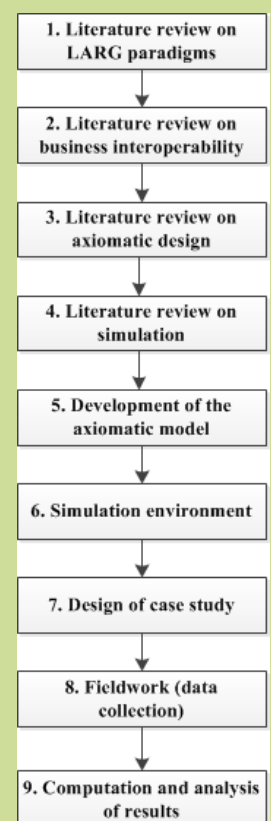 1. Literature review on
LARG paradigms
2. Literature review on
business interoperability
3. Literature review on
axiomatic design
4. Literature review on
simulation
5. Development of the
axiomatic model
6. Simulation environment
7. Design of case study
8. Fieldwork (data
collection)
9. Computation and analysis
of results